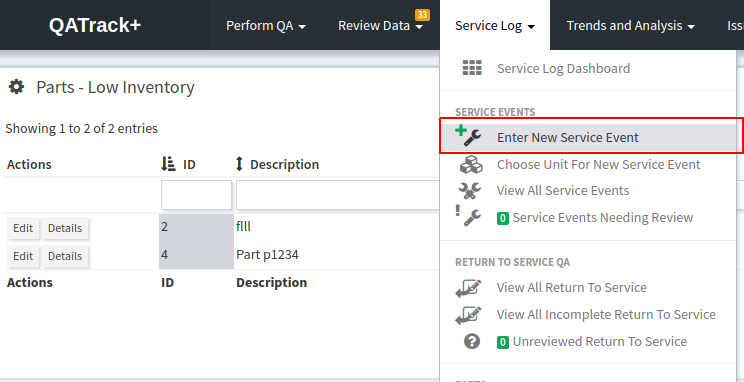 QATrack+ Perform QA Review Data 33 Service Log Trends and Analysis Iss
Service Log Dashboard
Parts - Low Inventory
SERVICE EVENTS
Showing 1 to 2 of 2 entries
Enter New Service Event
Actions ID Description
Choose Unit For New Service Event
View All Service Events
0 Service Events Needing Review
Edit Details 2 flll
Edit Details 4 Part p1234
RETURN TO SERVICE QA
Actions ID Description
View All Return To Service
View All Incomplete Return To Service
0 Unreviewed Return To Service